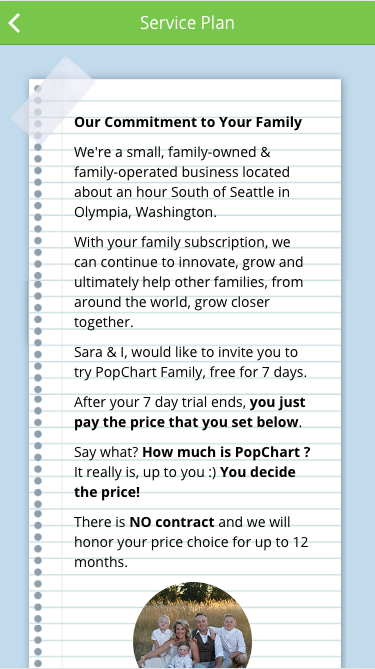 Service Plan
Our Commitment to Your Family
We're a small, family-owned &
family-operated business located
about an hour South of Seattle in
Olympia, Washington.
With your family subscription, we
can continue to innovate, grow and
ultimately help other families, from
around the world, grow closer
together.
Sara & I, would like to invite you to
try PopChart Family, free for 7 days.
After your 7 day trial ends, you just
pay the price that you set below.
Say what? How much is PopChart ?
It really is, up to you :) You decide
the price!
There is NO contract and we will
honor your price choice for up to 12
months.